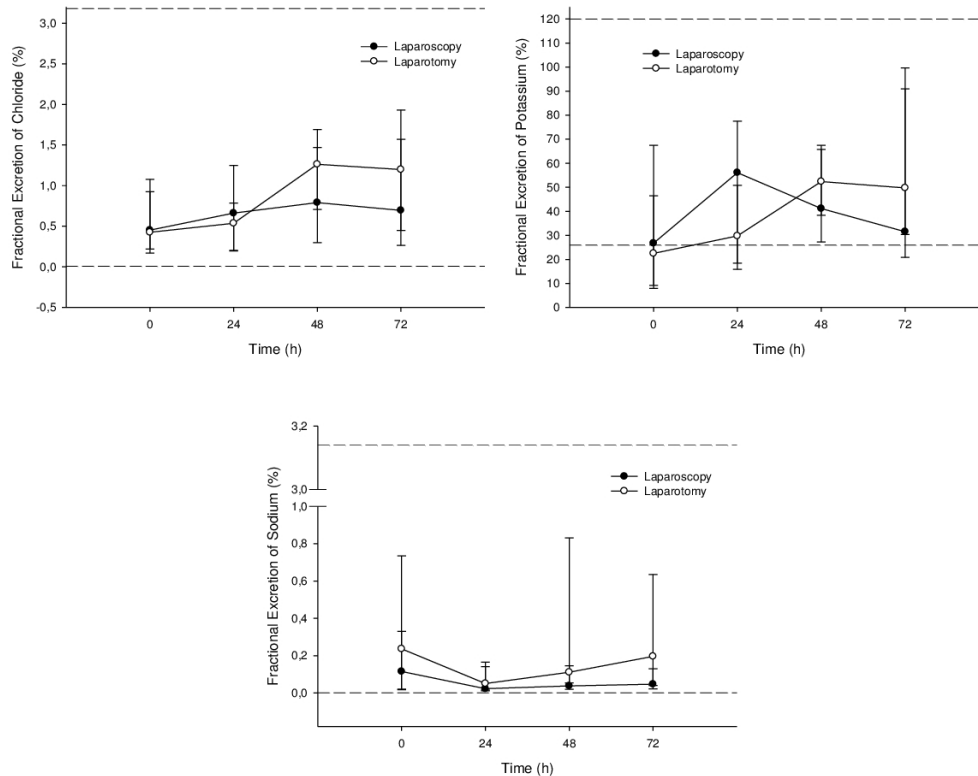 Fractional Excretion of Chloride (%)
3,0
2,0
1,5
1,0
0,5
0,0
-0,5
Laparoscopy
Laparotomy
0 24 48 72
Time (h)
Fractional Excretion of Potassium (%)
120
110
100
90
80
70
60
50
40
30
20
10
0
Laparoscopy
Laparotomy
0 24 48 72
Time (h)
Fractional Excretion of Sodium (%)
3,2
3,0
1,0
0,8
0,6
0,4
0,2
0,0
Laparoscopy
Laparotomy
0 24 48 72
Time (h)